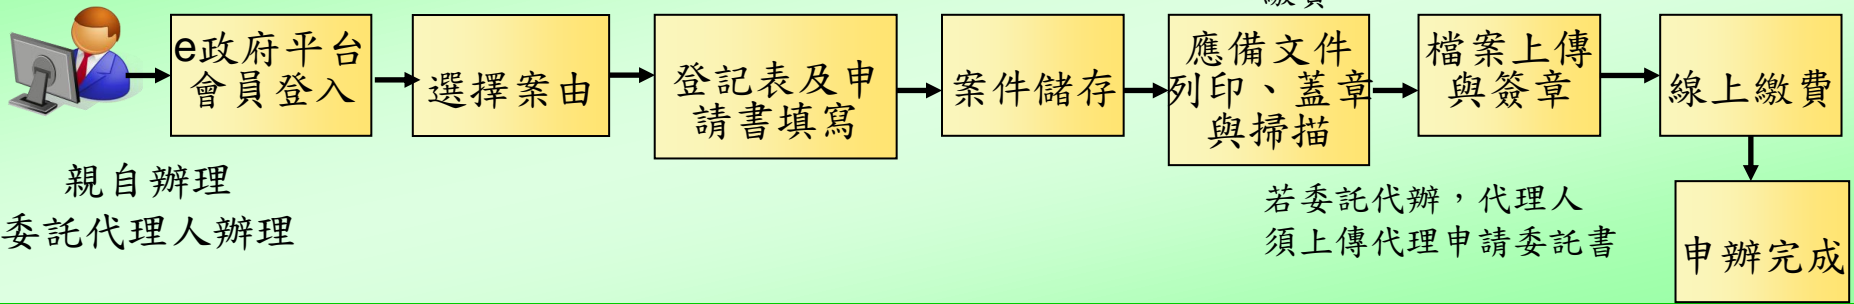 e政府平台
會員登入
選擇案由
登記表及申
請書填寫
案件儲存
應備文件
列印、蓋章
與掃描
檔案上傳
與簽章
線上繳費
申辦完成
親自辦理
委託代理人辦理
若委託代辦，代理人
須上傳代理申請委託書